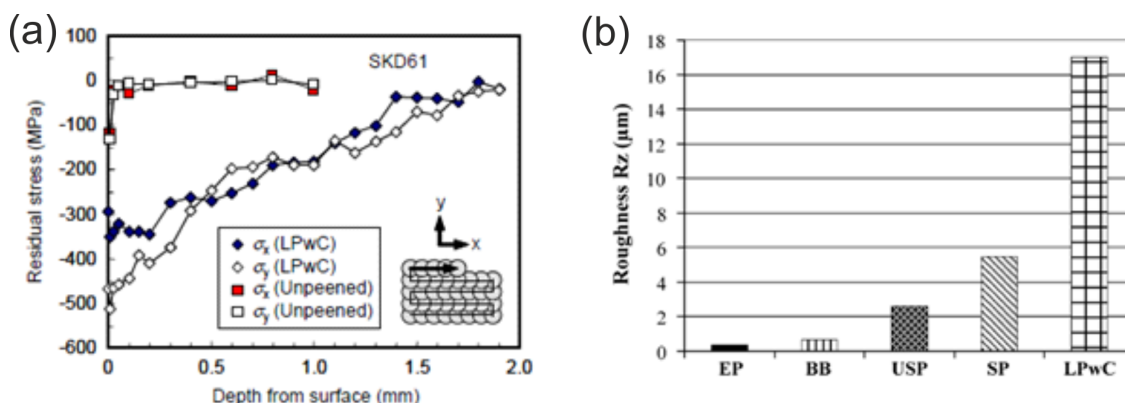 (a)
100
0
-100
-200
-300
-400
-500
-600
Residual stress (MPa)
SKD61
y
x
σx (LPwC)
σy (LPwC)
σx (Unpeened)
σy (Unpeened)
0 0.5 1.0 1.5 2.0
Depth from surface (mm)
(b)
18
16
14
12
10
8
6
4
2
0
Roughness Rz (μm)
EP BB USP SP LPwC